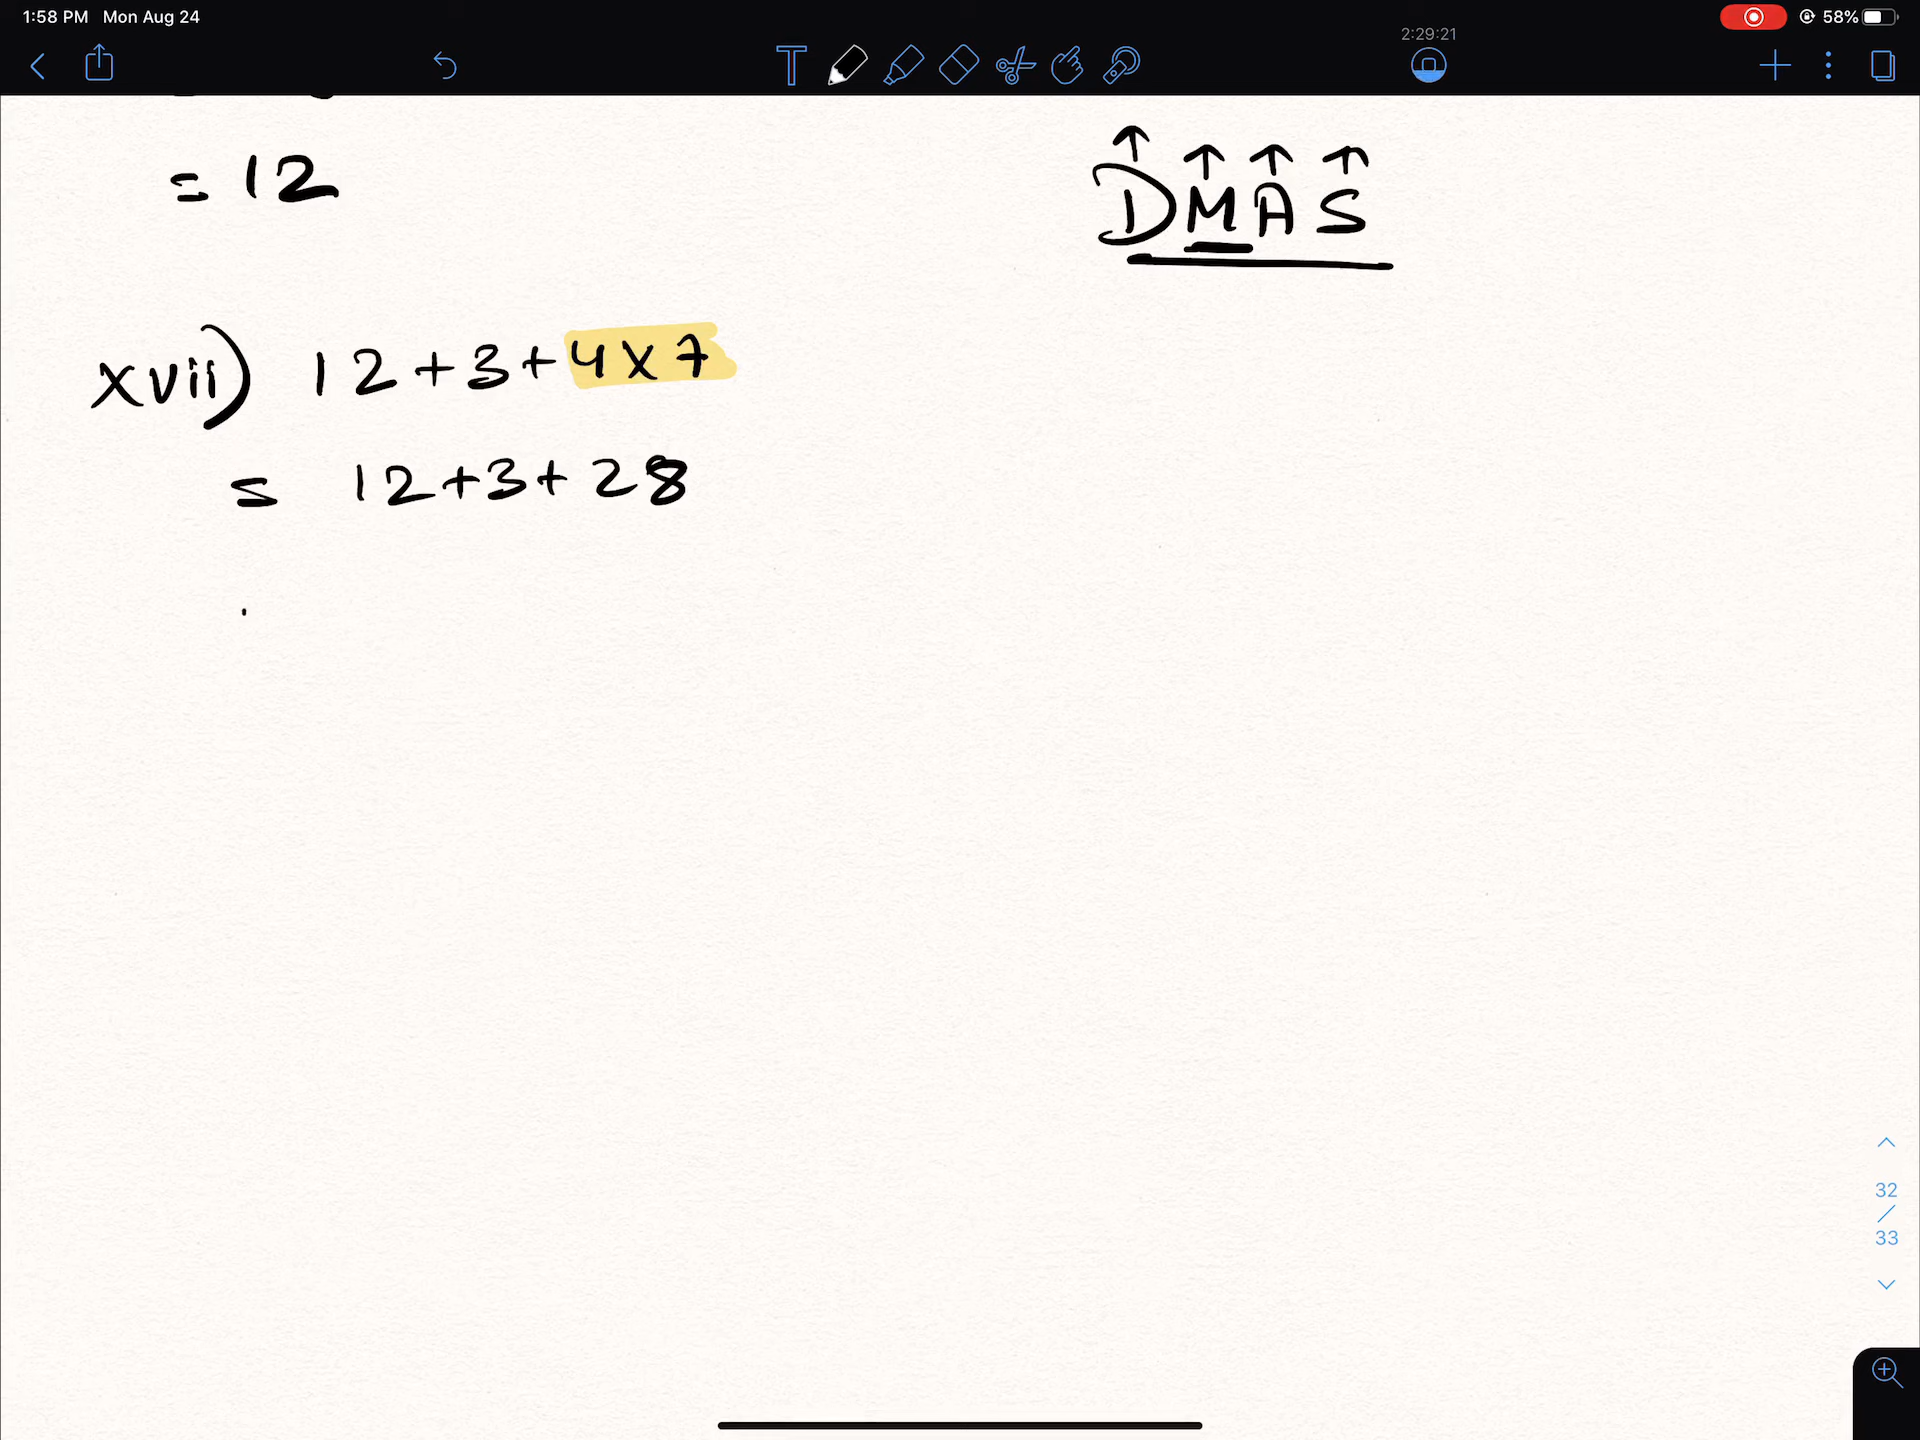 1:58 PM Mon Aug 24
58%
2:29:21
= 12
DMAS
xvii) 12+3+4x7
= 12+3+28
32
/
33